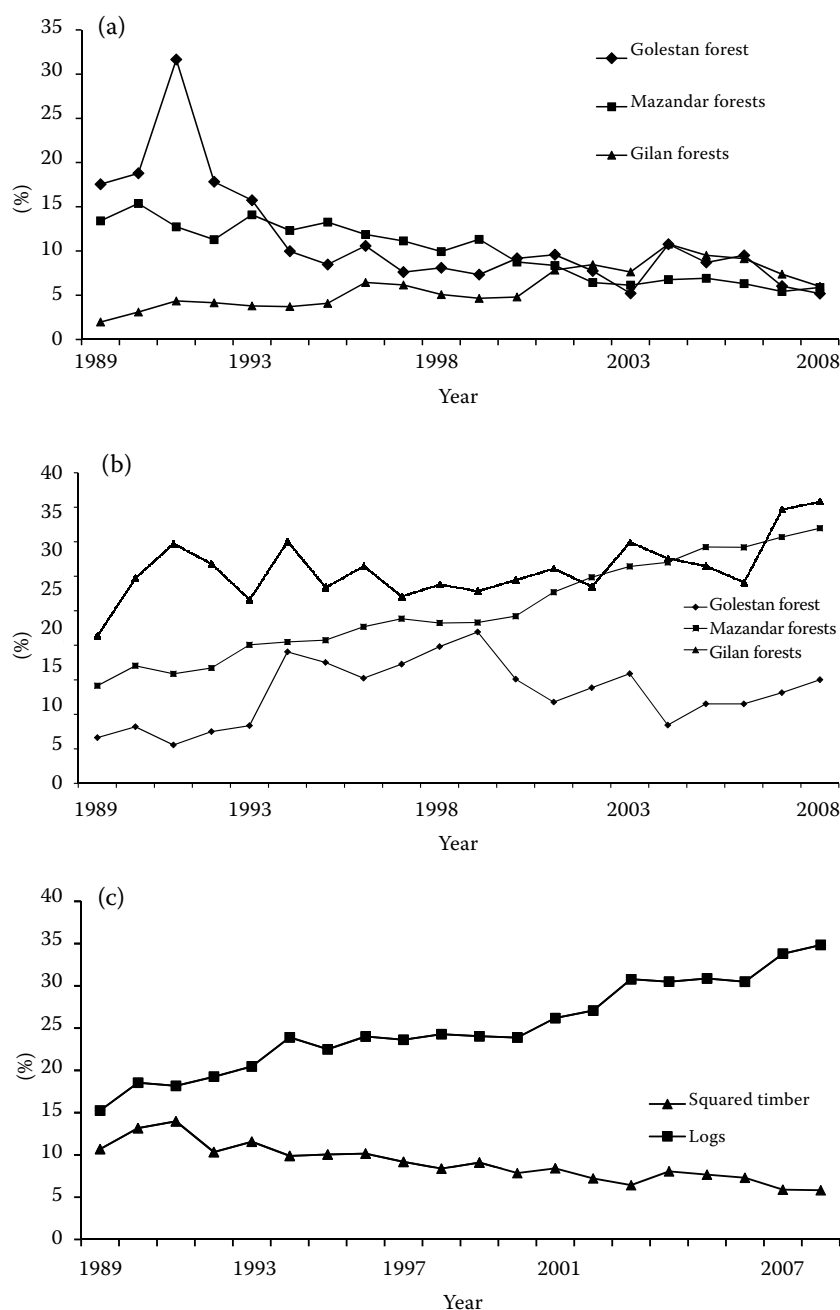 (a)
35
30
25
20
15
10
5
0
(%)
Golestan forest
Mazandar forests
Gilan forests
1989 1993 1998 2003 2008
Year
(b)
40
35
30
25
20
15
10
5
0
(%)
Golestan forest
Mazandar forests
Gilan forests
1989 1993 1998 2003 2008
Year
(c)
40
35
30
25
20
15
10
5
0
(%)
Squared timber
Logs
1989 1993 1997 2001 2007
Year